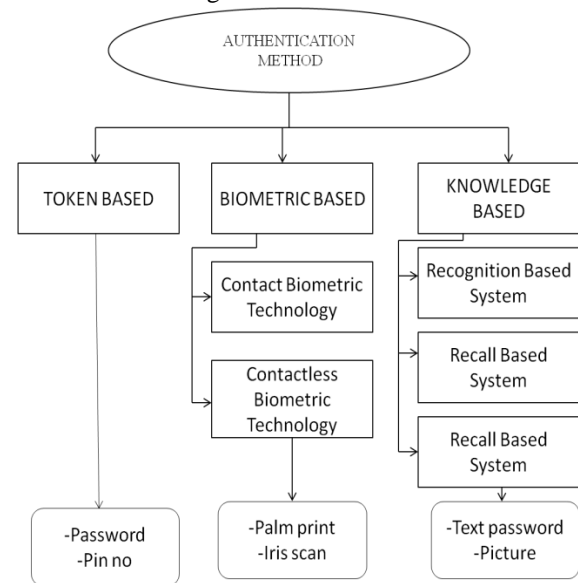 AUTHENTICATION
METHOD
TOKEN BASED
BIOMETRIC BASED
KNOWLEDGE
BASED
Contact Biometric
Technology
Contactless
Biometric
Technology
Recognition Based
System
Recall Based
System
Recall Based
System
-Password
-Pin no
-Palm print
-Iris scan
-Text password
-Picture